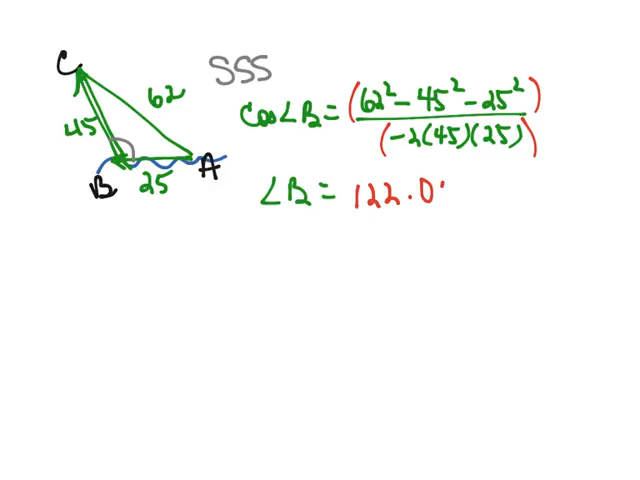 C
SSS
62
45
cos∠B = (62² - 45² - 25²) / (-2(45)(25))
B
25
A
∠B = 122.0